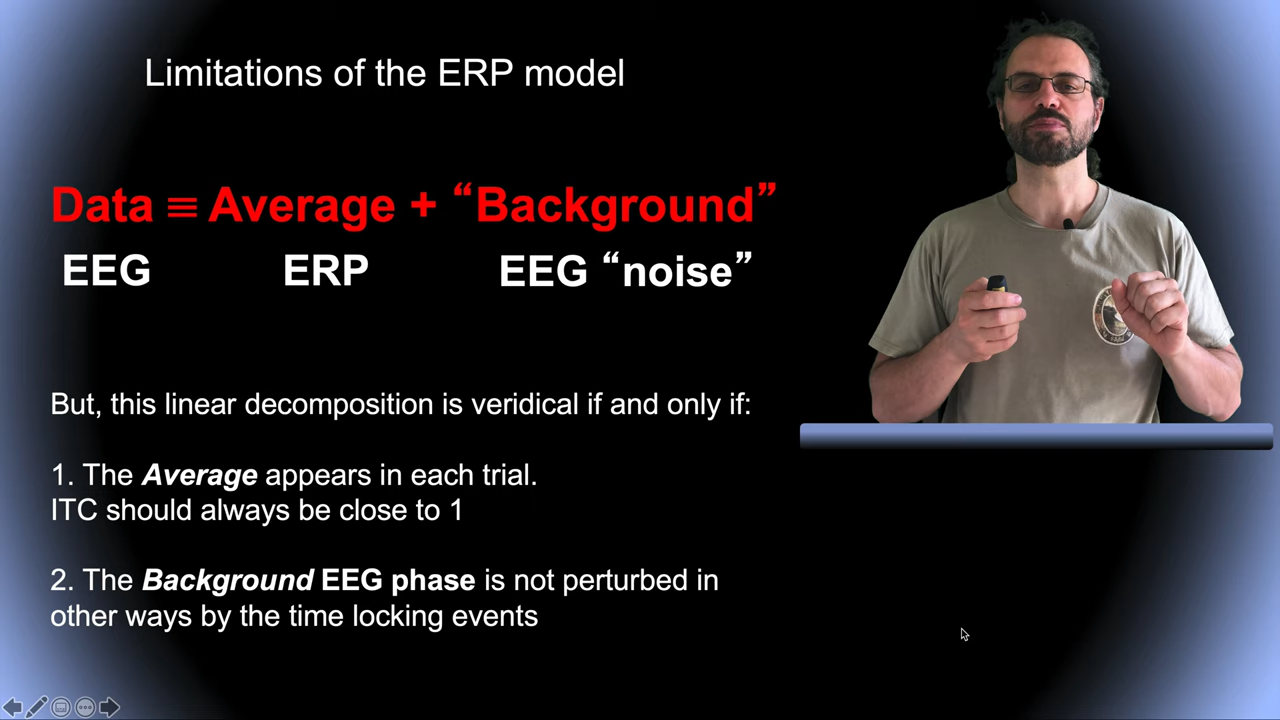 Limitations of the ERP model
Data ≡ Average + “Background”
EEG ERP EEG “noise”
But, this linear decomposition is veridical if and only if:
1. The Average appears in each trial.
ITC should always be close to 1
2. The Background EEG phase is not perturbed in
other ways by the time locking events